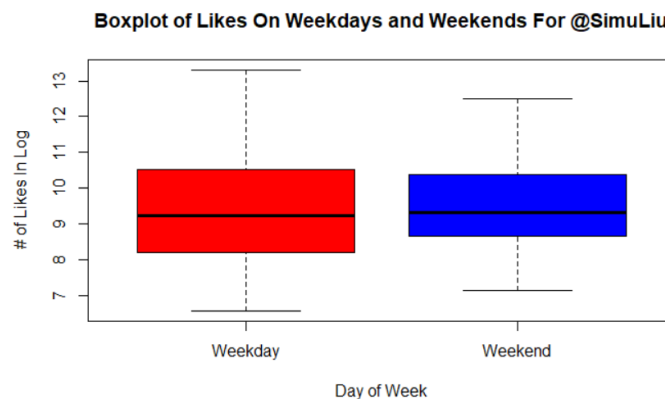 Boxplot of Likes On Weekdays and Weekends For @SimuLiu
# of Likes In Log
13
12
11
10
9
8
7
Weekday Weekend
Day of Week